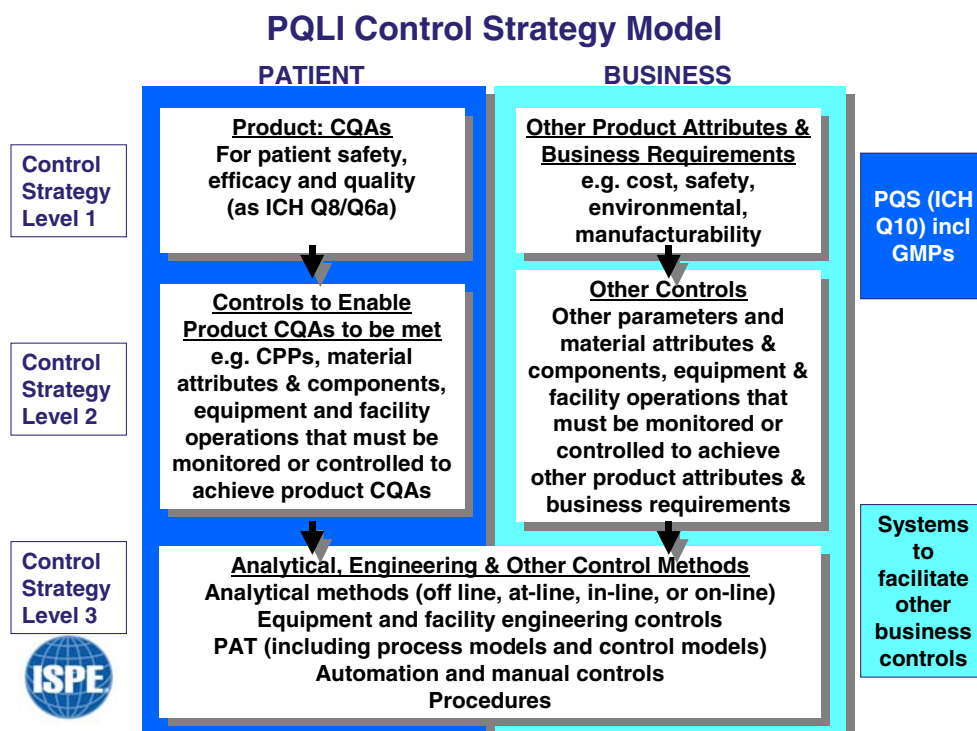 PQLI Control Strategy Model
PATIENT
BUSINESS
Control
Strategy
Level 1
Product: CQAs
For patient safety,
efficacy and quality
(as ICH Q8/Q6a)
Other Product Attributes &
Business Requirements
e.g. cost, safety,
environmental,
manufacturability
PQS (ICH
Q10) incl
GMPs
Control
Strategy
Level 2
Controls to Enable
Product CQAs to be met
e.g. CPPs, material
attributes & components,
equipment and facility
operations that must be
monitored or controlled to
achieve product CQAs
Other Controls
Other parameters and
material attributes &
components, equipment &
facility operations that
must be monitored or
controlled to achieve
other product attributes &
business requirements
Control
Strategy
Level 3
Analytical, Engineering & Other Control Methods
Analytical methods (off line, at-line, in-line, or on-line)
Equipment and facility engineering controls
PAT (including process models and control models)
Automation and manual controls
Procedures
Systems
to
facilitate
other
business
controls
ISPE